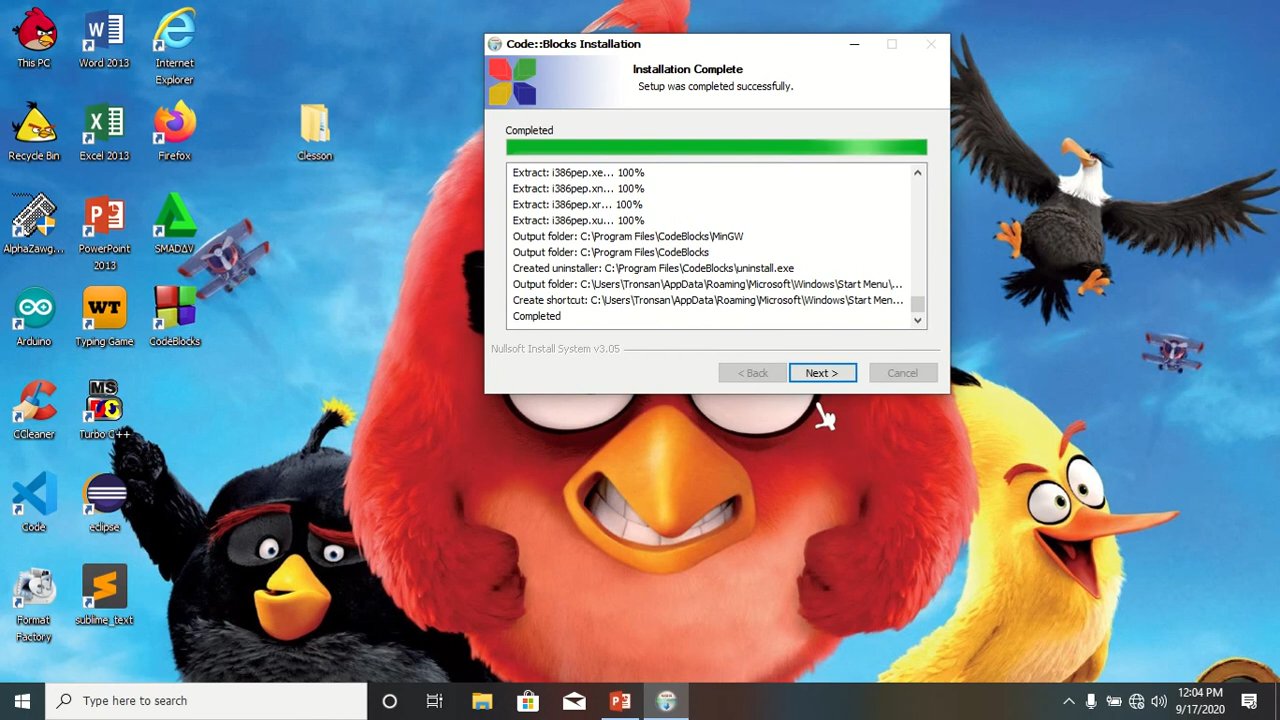 This PC
Word 2013
Internet
Explorer
Recycle Bin
Excel 2013
Firefox
Clesson
AlphaZawg...
PowerPoint
2013
SMADAV
Arduino
WT
Typing Game
CodeBlocks
CCleaner
MS
Turbo C++
Code
eclipse
Format
Factory
sublime_text
Code::Blocks Installation
Installation Complete
Setup was completed successfully.
Completed
Extract: i386pep.xe... 100%
Extract: i386pep.xn... 100%
Extract: i386pep.xr... 100%
Extract: i386pep.xu... 100%
Output folder: C:\Program Files\CodeBlocks\MinGW
Output folder: C:\Program Files\CodeBlocks
Created uninstaller: C:\Program Files\CodeBlocks\uninstall.exe
Output folder: C:\Users\Tronsan\AppData\Roaming\Microsoft\Windows\Start Menu\...
Create shortcut: C:\Users\Tronsan\AppData\Roaming\Microsoft\Windows\Start Men...
Completed
Nullsoft Install System v3.05
< Back
Next >
Cancel
Type here to search
12:04 PM
9/17/2020